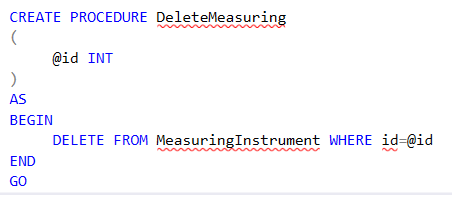 CREATE PROCEDURE DeleteMeasuring
(
@id INT
)
AS
BEGIN
DELETE FROM MeasuringInstrument WHERE id=@id
END
GO